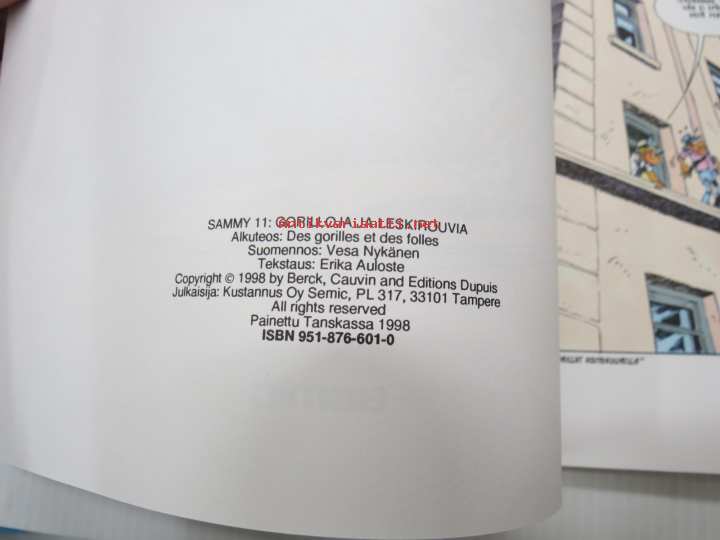 SAMMY 11: GORILLOJA JA LESKIROUVIA
Alkuteos: Des gorilles et des folles
Suomennos: Vesa Nykänen
Tekstaus: Erika Auloste
Copyright © 1998 by Berck, Cauvin and Editions Dupuis
Julkaisija: Kustannus Oy Semic, PL 317, 33101 Tampere
All rights reserved
Painettu Tanskassa 1998
ISBN 951-876-601-0